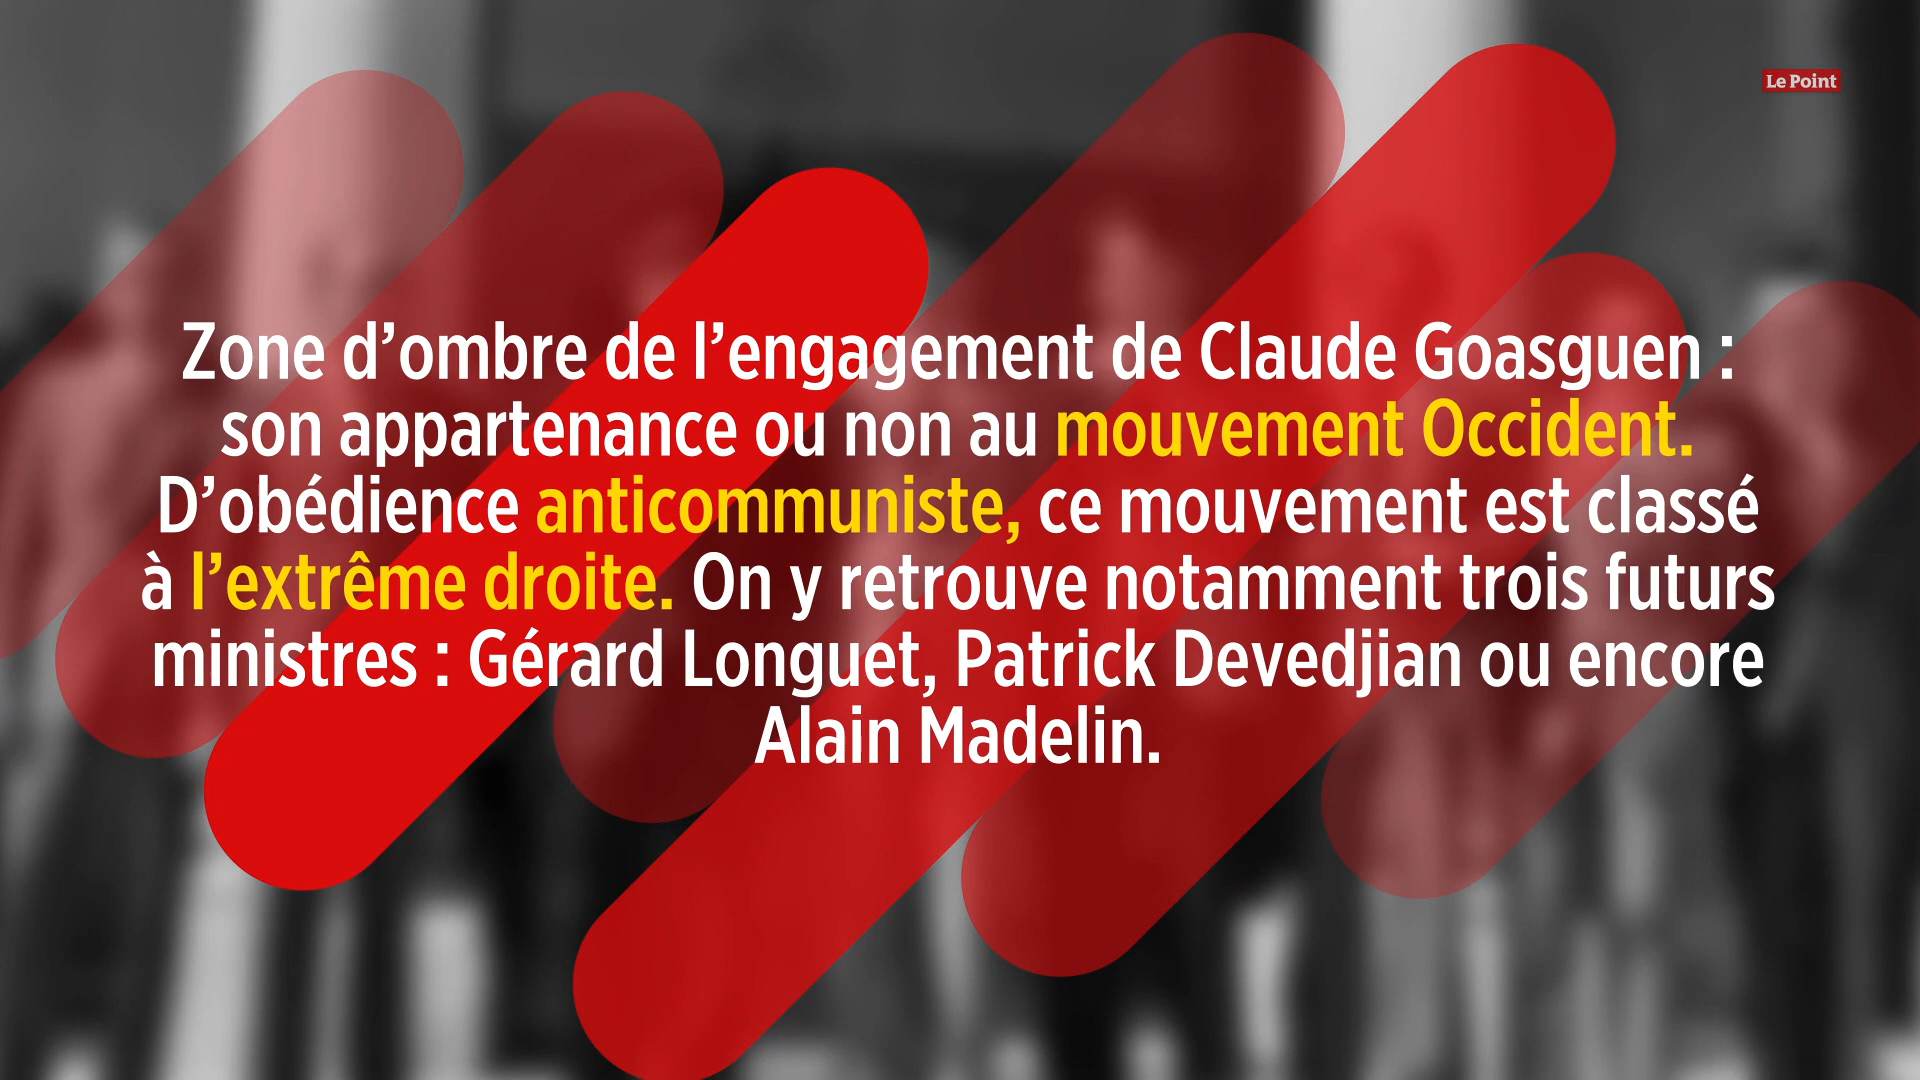 Le Point
Zone d’ombre de l’engagement de Claude Goasguen :
son appartenance ou non au mouvement Occident.
D’obédience anticommuniste, ce mouvement est classé
à l’extrême droite. On y retrouve notamment trois futurs
ministres : Gérard Longuet, Patrick Devedjian ou encore
Alain Madelin.